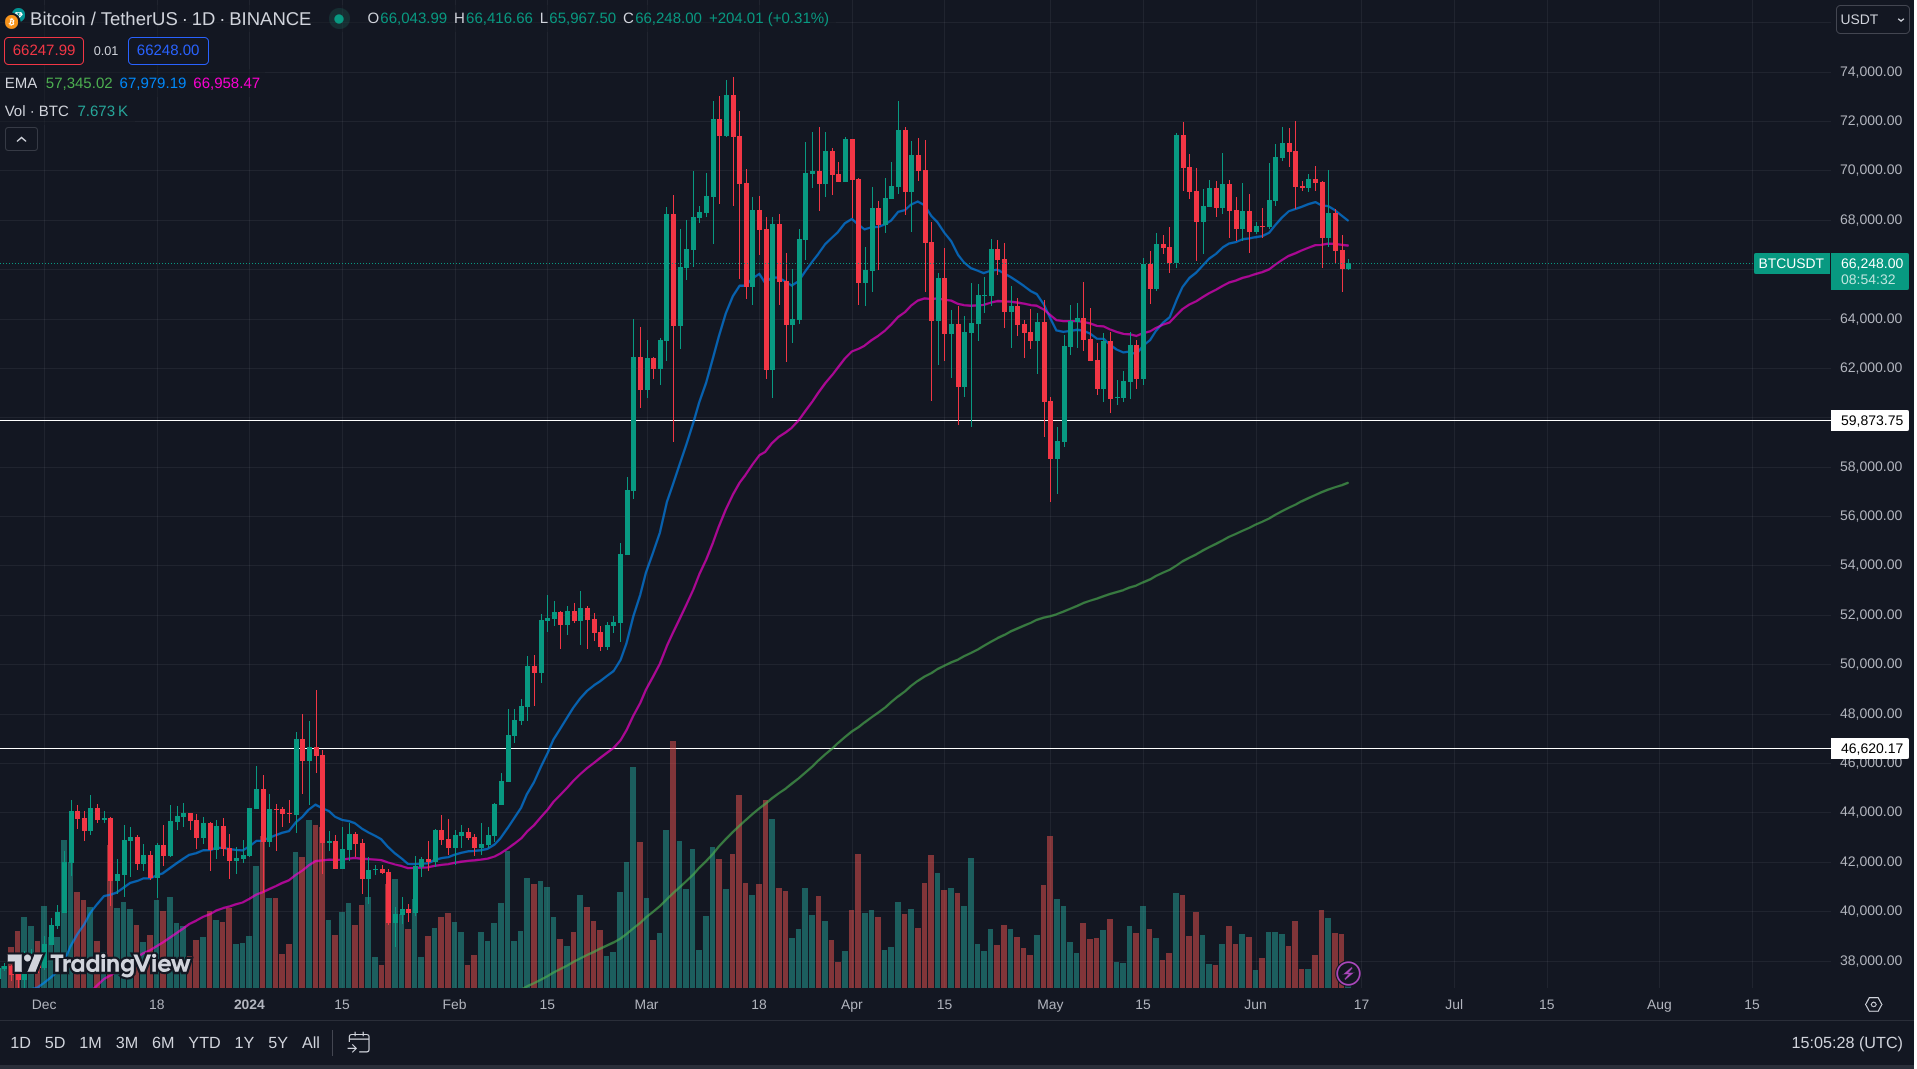 Bitcoin / TetherUS · 1D · BINANCE O66,043.99 H66,416.66 L65,967.50 C66,248.00 +204.01 (+0.31%)
USDT
66247.99 0.01 66248.00
EMA 57,345.02 67,979.19 66,958.47
Vol · BTC 7.673 K
74,000.00
72,000.00
70,000.00
68,000.00
BTCUSDT 66,248.00
08:54:32
64,000.00
62,000.00
59,873.75
58,000.00
56,000.00
54,000.00
52,000.00
50,000.00
48,000.00
46,620.17
46,000.00
44,000.00
42,000.00
40,000.00
38,000.00
TradingView
Dec 18 2024 15 Feb 15 Mar 18 Apr 15 May 15 Jun 17 Jul 15 Aug 15
1D 5D 1M 3M 6M YTD 1Y 5Y All 15:05:28 (UTC)